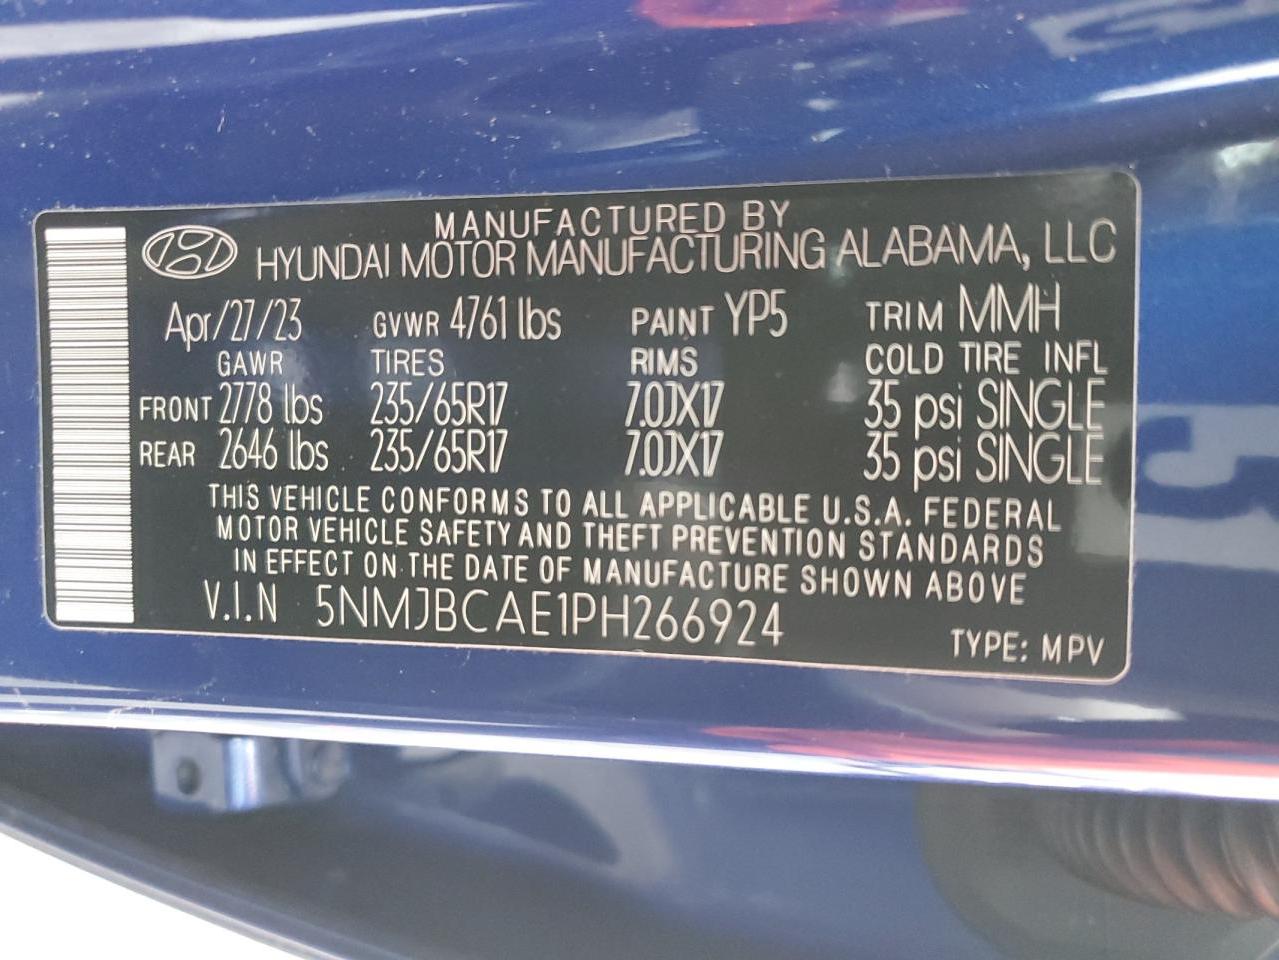 MANUFACTURED BY
HYUNDAI MOTOR MANUFACTURING ALABAMA, LLC
Apr/27/23 GVWR 4761 lbs PAINT YP5 TRIM MMH
GAWR TIRES RIMS COLD TIRE INFL
FRONT 2778 lbs 235/65R17 7.0JX17 35 psi SINGLE
REAR 2646 lbs 235/65R17 7.0JX17 35 psi SINGLE
THIS VEHICLE CONFORMS TO ALL APPLICABLE U.S.A. FEDERAL
MOTOR VEHICLE SAFETY AND THEFT PREVENTION STANDARDS
IN EFFECT ON THE DATE OF MANUFACTURE SHOWN ABOVE
V.I.N 5NMJBCAE1PH266924
TYPE: MPV